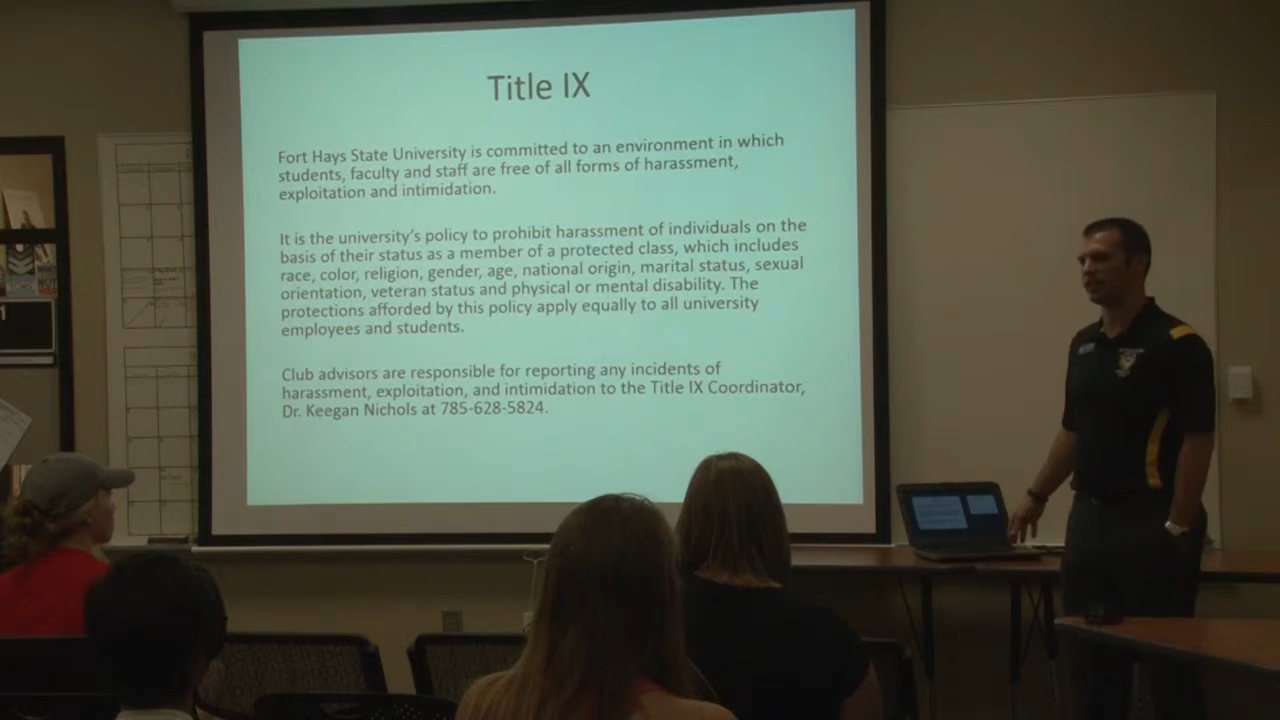 Title IX
Fort Hays State University is committed to an environment in which
students, faculty and staff are free of all forms of harassment,
exploitation and intimidation.
It is the university's policy to prohibit harassment of individuals on the
basis of their status as a member of a protected class, which includes
race, color, religion, gender, age, national origin, marital status, sexual
orientation, veteran status and physical or mental disability. The
protections afforded by this policy apply equally to all university
employees and students.
Club advisors are responsible for reporting any incidents of
harassment, exploitation, and intimidation to the Title IX Coordinator,
Dr. Keegan Nichols at 785-628-5824.